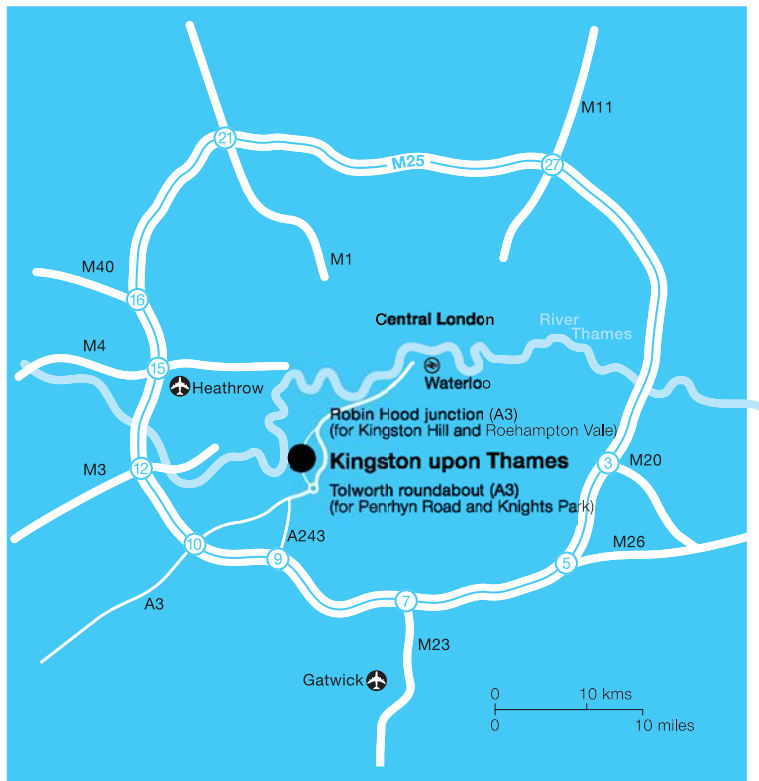 M11
21
M25
27
M1
M40
16
Central London
River
Thames
M4
15
Heathrow
Waterloo
Robin Hood junction (A3)
(for Kingston Hill and Roehampton Vale)
Kingston upon Thames
M3
12
3
M20
Tolworth roundabout (A3)
(for Penrhyn Road and Knights Park)
10
A243
9
M26
5
A3
7
M23
Gatwick
0 10 kms
0 10 miles